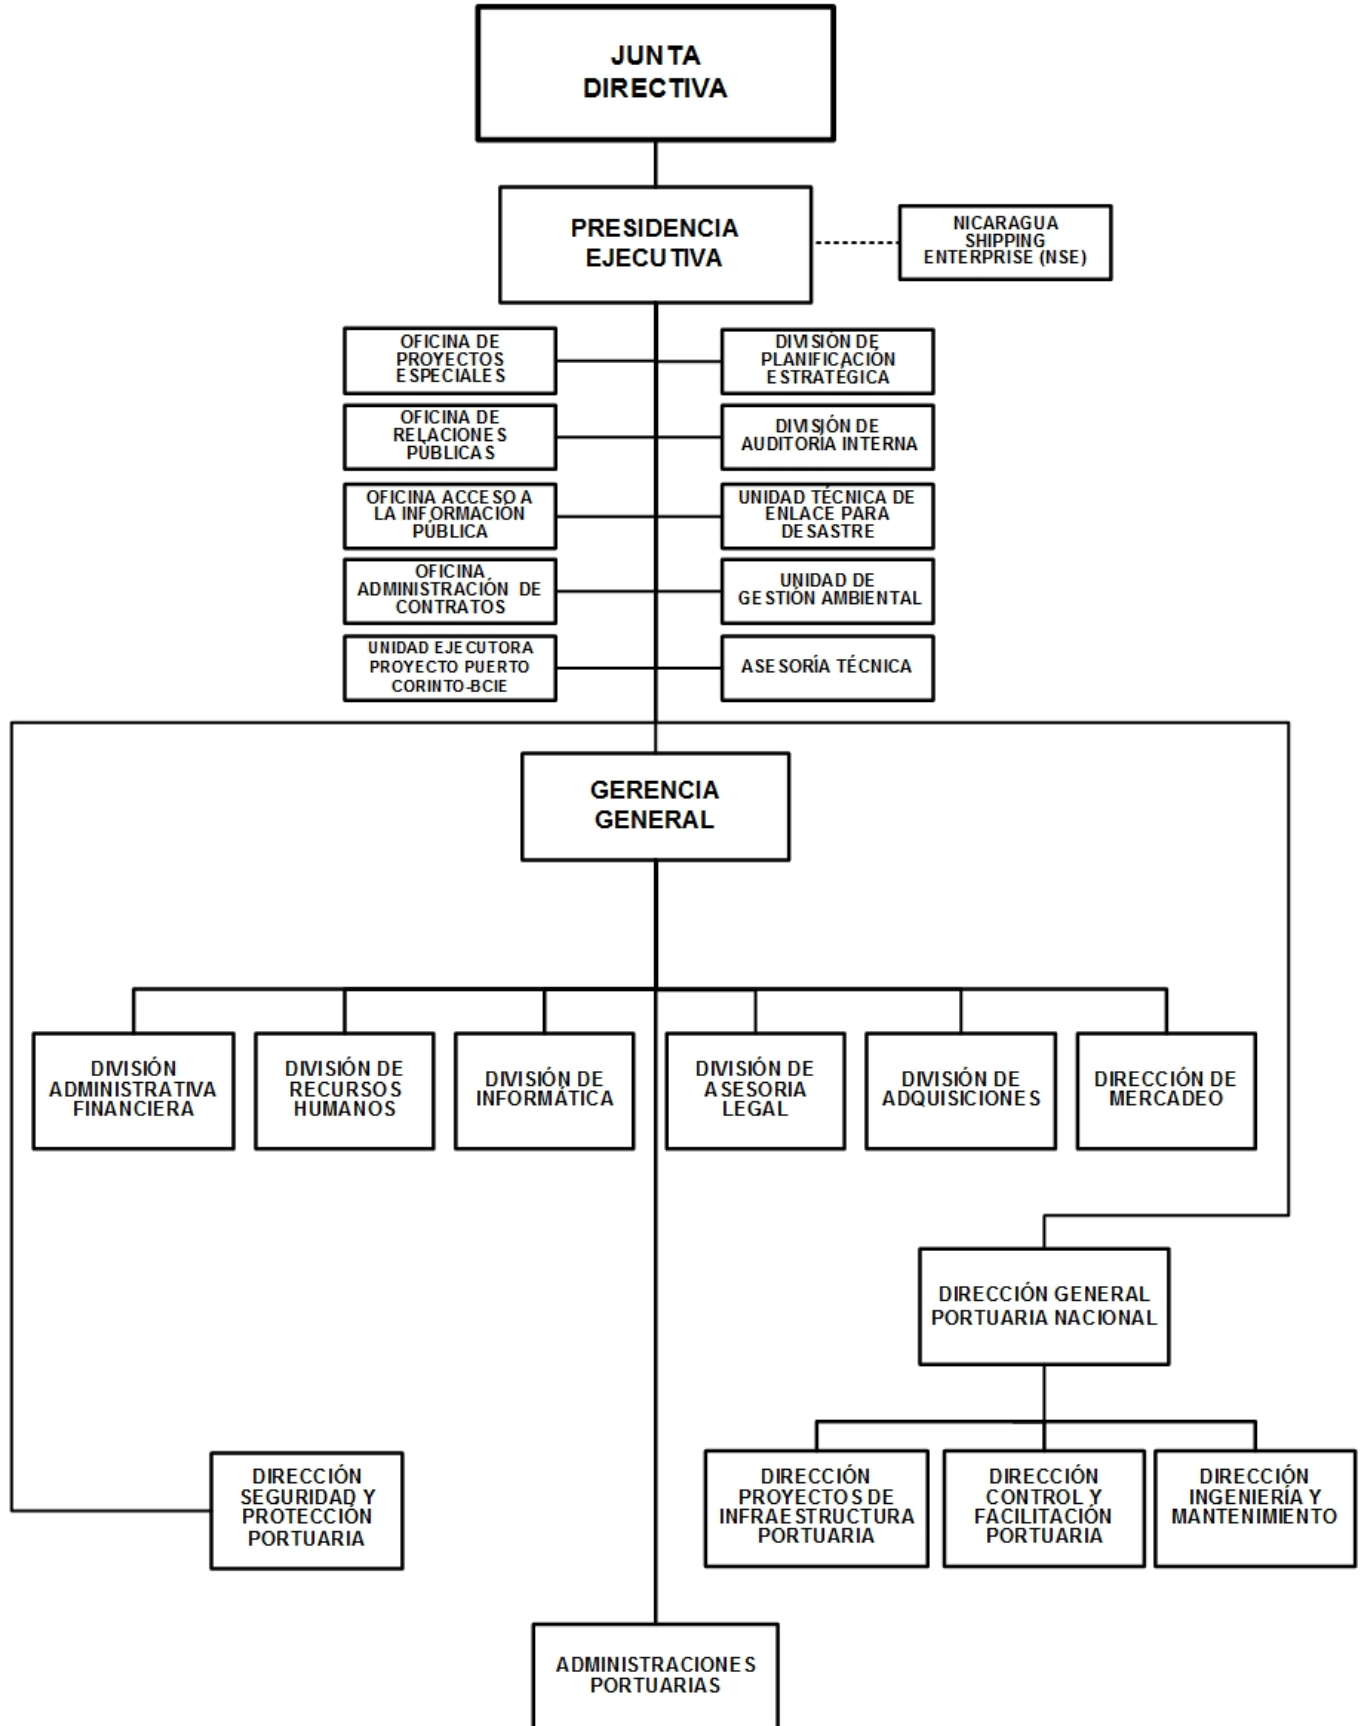 JUNTA
DIRECTIVA
PRESIDENCIA
EJECUTIVA
NICARAGUA
SHIPPING
ENTERPRISE (NSE)
OFICINA DE
PROYECTOS
ESPECIALES
DIVISIÓN DE
PLANIFICACIÓN
ESTRATÉGICA
OFICINA DE
RELACIONES
PÚBLICAS
DIVISIÓN DE
AUDITORÍA INTERNA
OFICINA ACCESO A
LA INFORMACIÓN
PÚBLICA
UNIDAD TÉCNICA DE
ENLACE PARA
DESASTRE
OFICINA
ADMINISTRACIÓN DE
CONTRATOS
UNIDAD DE
GESTIÓN AMBIENTAL
UNIDAD EJECUTORA
PROYECTO PUERTO
CORINTO-BCIE
ASESORÍA TÉCNICA
GERENCIA
GENERAL
DIVISIÓN
ADMINISTRATIVA
FINANCIERA
DIVISIÓN DE
RECURSOS
HUMANOS
DIVISIÓN DE
INFORMÁTICA
DIVISIÓN DE
ASESORIA
LEGAL
DIVISIÓN DE
ADQUISICIONES
DIRECCIÓN DE
MERCADEO
DIRECCIÓN GENERAL
PORTUARIA NACIONAL
DIRECCIÓN
SEGURIDAD Y
PROTECCIÓN
PORTUARIA
DIRECCIÓN
PROYECTOS DE
INFRAESTRUCTURA
PORTUARIA
DIRECCIÓN
CONTROL Y
FACILITACIÓN
PORTUARIA
DIRECCIÓN
INGENIERÍA Y
MANTENIMIENTO
ADMINISTRACIONES
PORTUARIAS